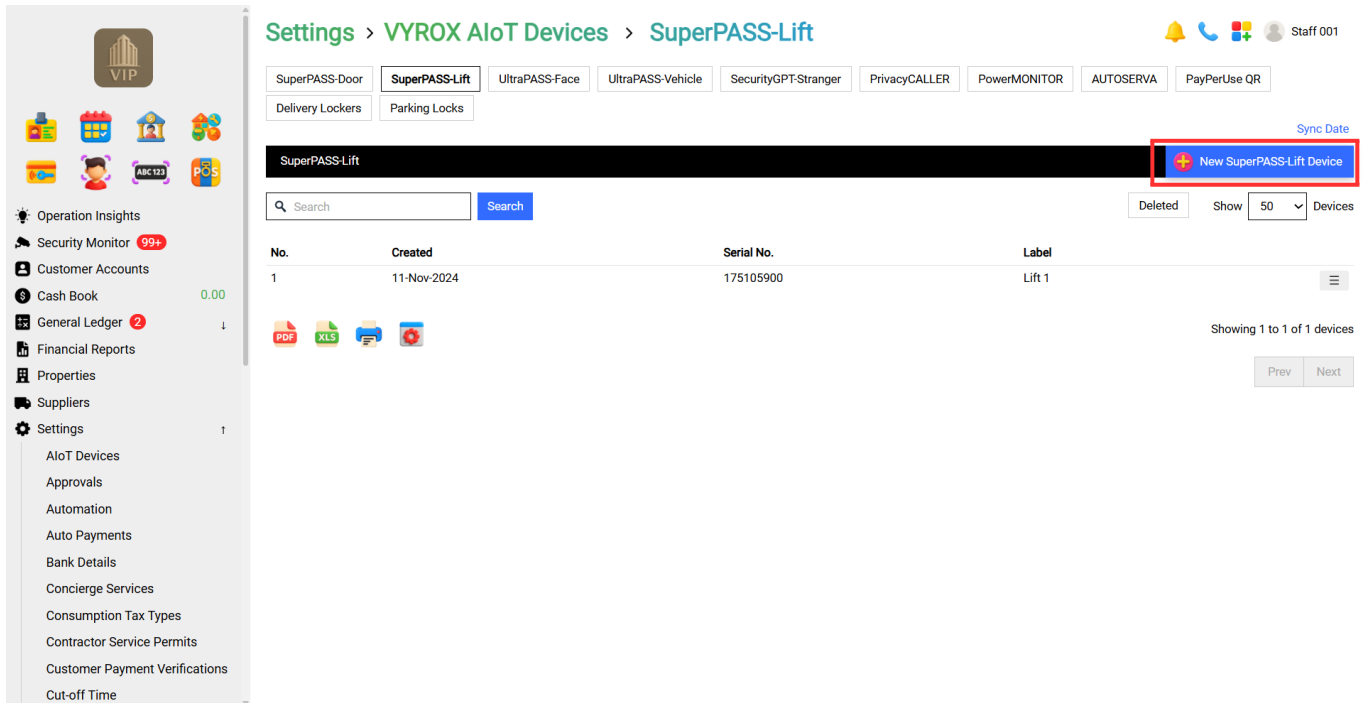 VIP
ABC 123
POS
Operation Insights
Security Monitor 99+
Customer Accounts
Cash Book 0.00
General Ledger 2 ↓
Financial Reports
Properties
Suppliers
Settings ↑
AIoT Devices
Approvals
Automation
Auto Payments
Bank Details
Concierge Services
Consumption Tax Types
Contractor Service Permits
Customer Payment Verifications
Cut-off Time
Settings › VYROX AIoT Devices › SuperPASS-Lift
Staff 001
SuperPASS-Door SuperPASS-Lift UltraPASS-Face UltraPASS-Vehicle SecurityGPT-Stranger PrivacyCALLER PowerMONITOR AUTOSERVA PayPerUse QR
Delivery Lockers Parking Locks
Sync Date
SuperPASS-Lift New SuperPASS-Lift Device
Search Search Deleted Show 50 Devices
No. Created Serial No. Label
1 11-Nov-2024 175105900 Lift 1
PDF XLS
Showing 1 to 1 of 1 devices
Prev Next